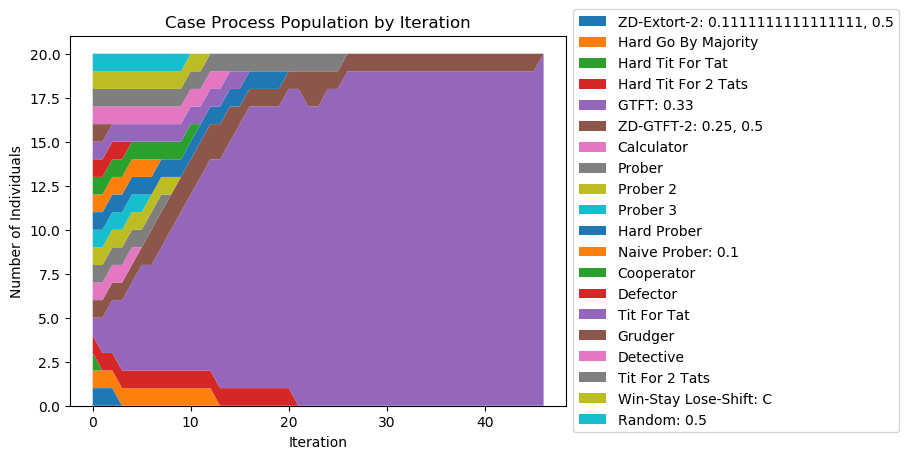 Case Process Population by Iteration
Number of Individuals
20.0
17.5
15.0
12.5
10.0
7.5
5.0
2.5
0.0
0 10 20 30 40
Iteration
ZD-Extort-2: 0.1111111111111111, 0.5
Hard Go By Majority
Hard Tit For Tat
Hard Tit For 2 Tats
GTFT: 0.33
ZD-GTFT-2: 0.25, 0.5
Calculator
Prober
Prober 2
Prober 3
Hard Prober
Naive Prober: 0.1
Cooperator
Defector
Tit For Tat
Grudger
Detective
Tit For 2 Tats
Win-Stay Lose-Shift: C
Random: 0.5